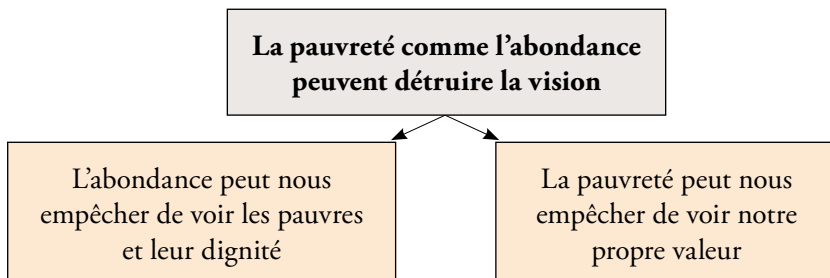 La pauvreté comme l’abondance
peuvent détruire la vision
L’abondance peut nous
empêcher de voir les pauvres
et leur dignité
La pauvreté peut nous
empêcher de voir notre
propre valeur